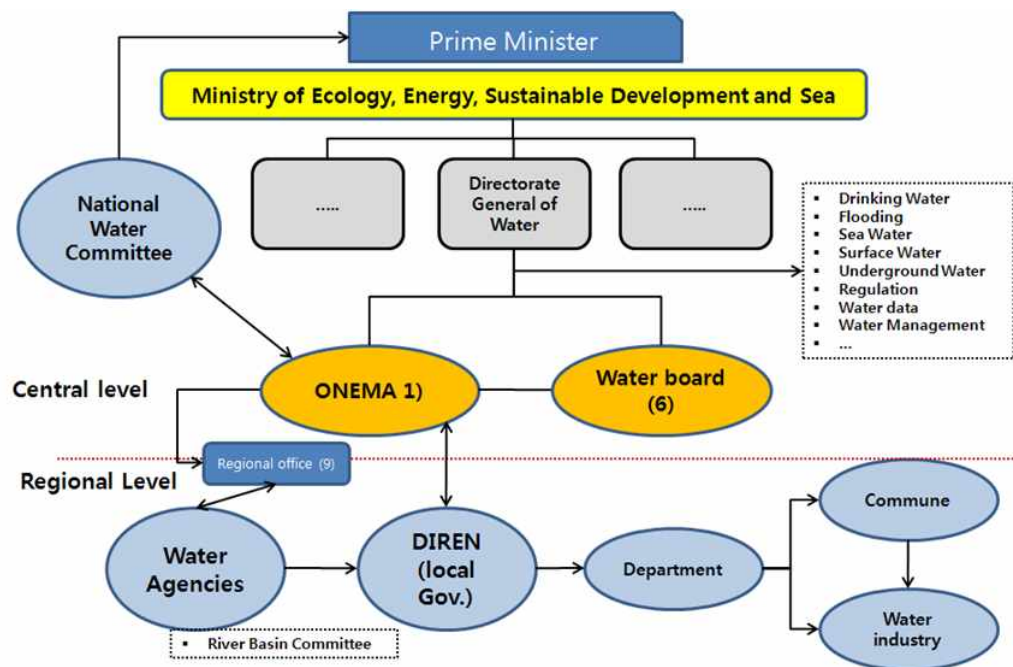 Prime Minister
Ministry of Ecology, Energy, Sustainable Development and Sea
National
Water
Committee
.....
Directorate
General of
Water
.....
▪ Drinking Water
▪ Flooding
▪ Sea Water
▪ Surface Water
▪ Underground Water
▪ Regulation
▪ Water data
▪ Water Management
▪ ...
Central level
ONEMA 1)
Water board
(6)
Regional office (9)
Regional Level
Water
Agencies
DIREN
(local
Gov.)
Department
Commune
Water
industry
▪ River Basin Committee